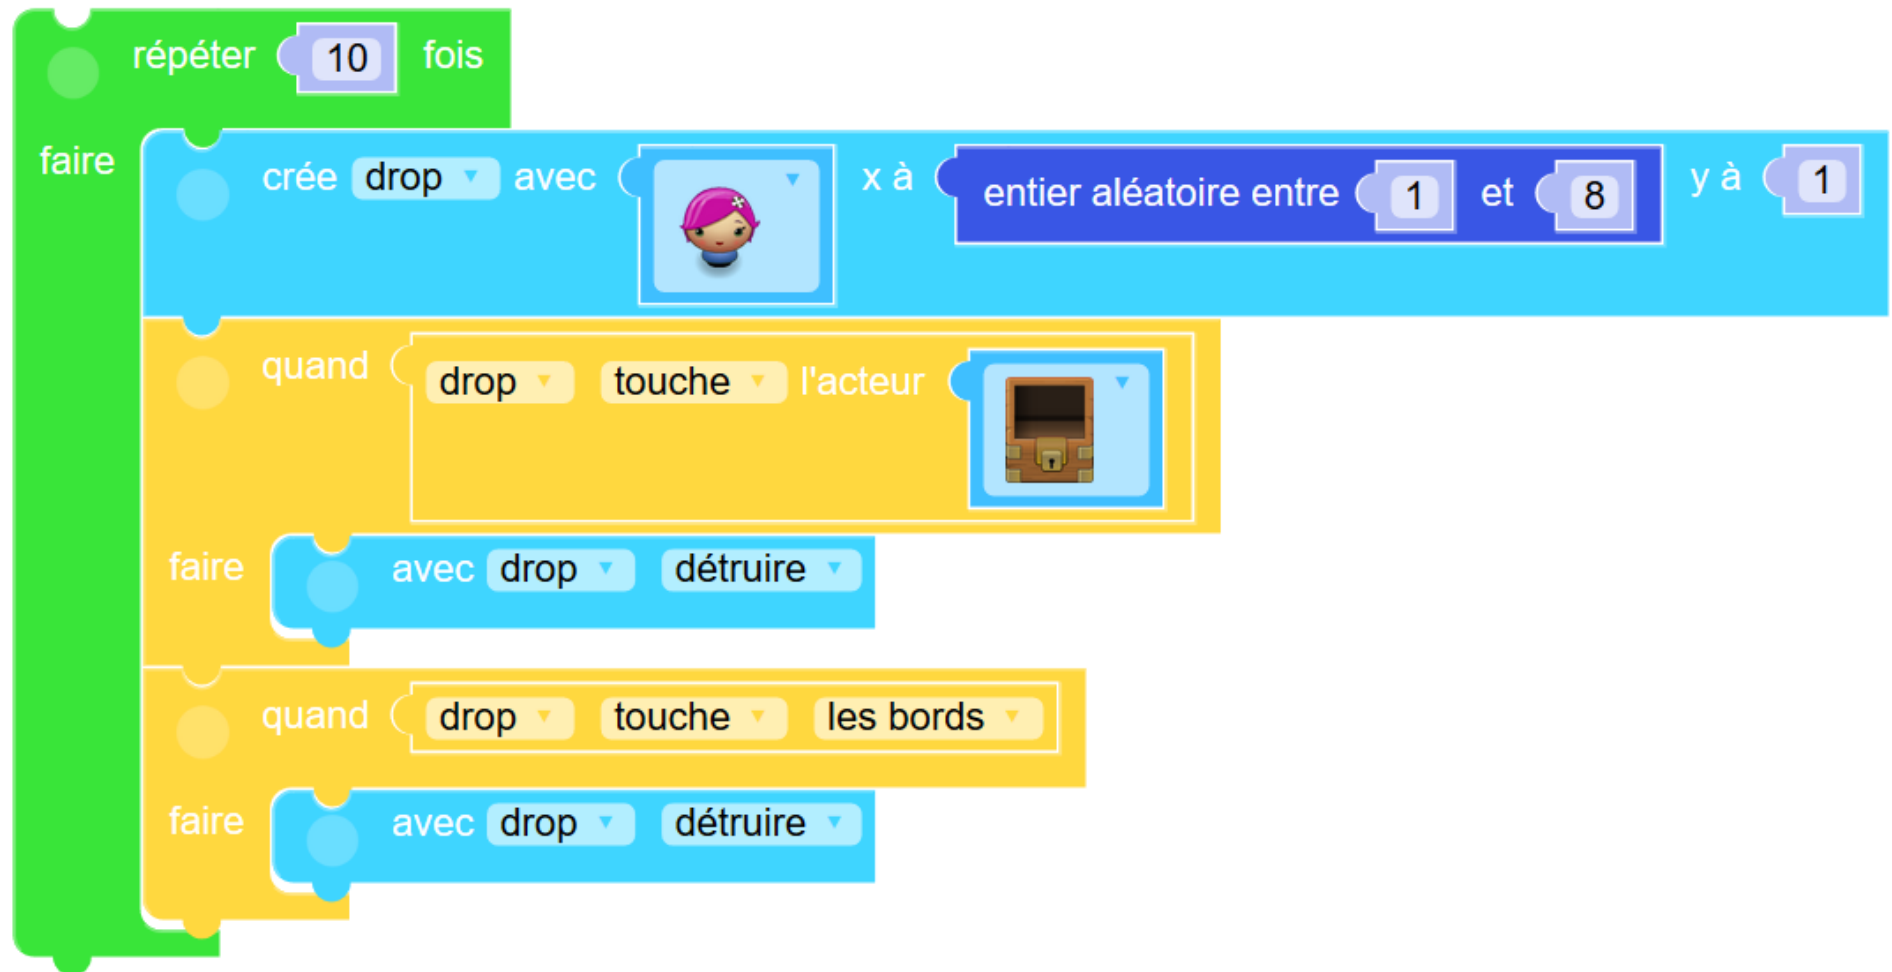 répéter 10 fois
faire crée drop avec x à entier aléatoire entre 1 et 8 y à 1
quand drop touche l'acteur
faire avec drop détruire
quand drop touche les bords
faire avec drop détruire